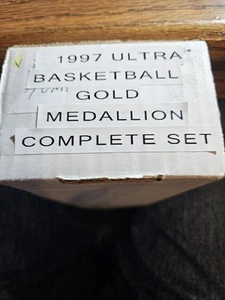 1997 ULTRA
BASKETBALL
GOLD
MEDALLION
COMPLETE SET